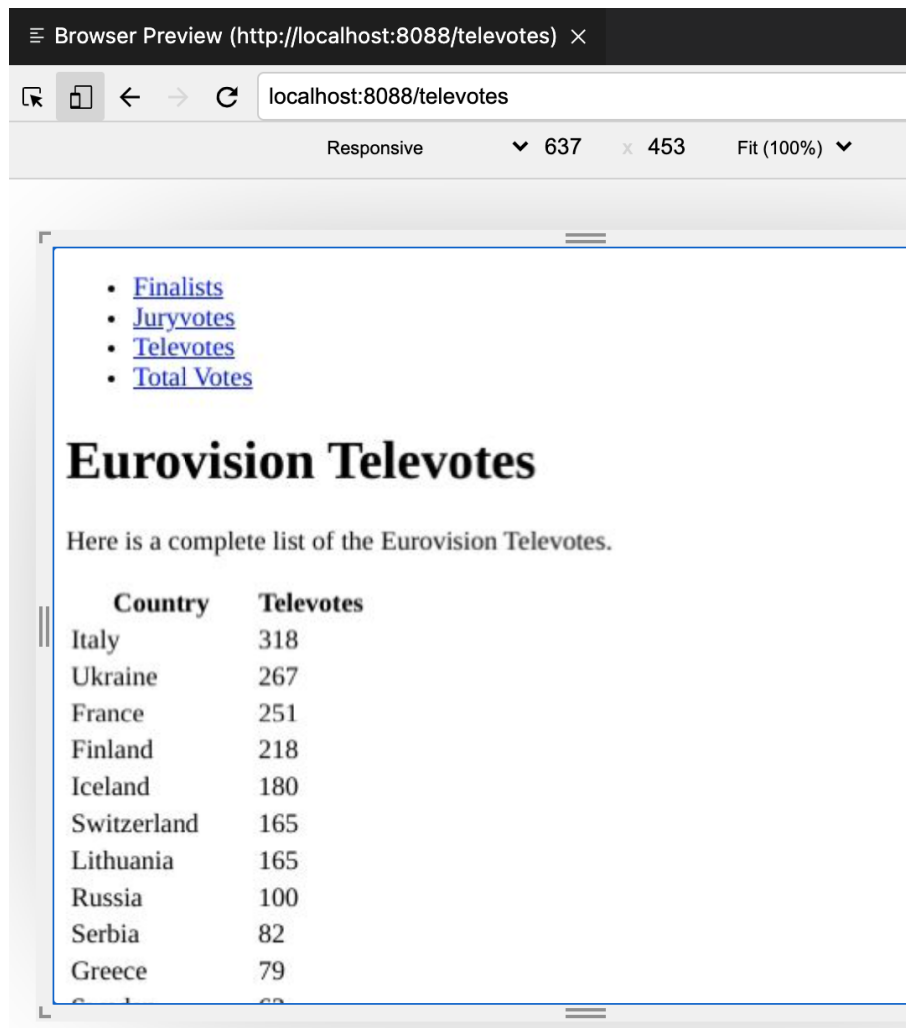 Browser Preview (http://localhost:8088/televotes)
localhost:8088/televotes
Responsive 637 x 453 Fit (100%)
Finalists
Juryvotes
Televotes
Total Votes
Eurovision Televotes
Here is a complete list of the Eurovision Televotes.
Country Televotes
Italy 318
Ukraine 267
France 251
Finland 218
Iceland 180
Switzerland 165
Lithuania 165
Russia 100
Serbia 82
Greece 79